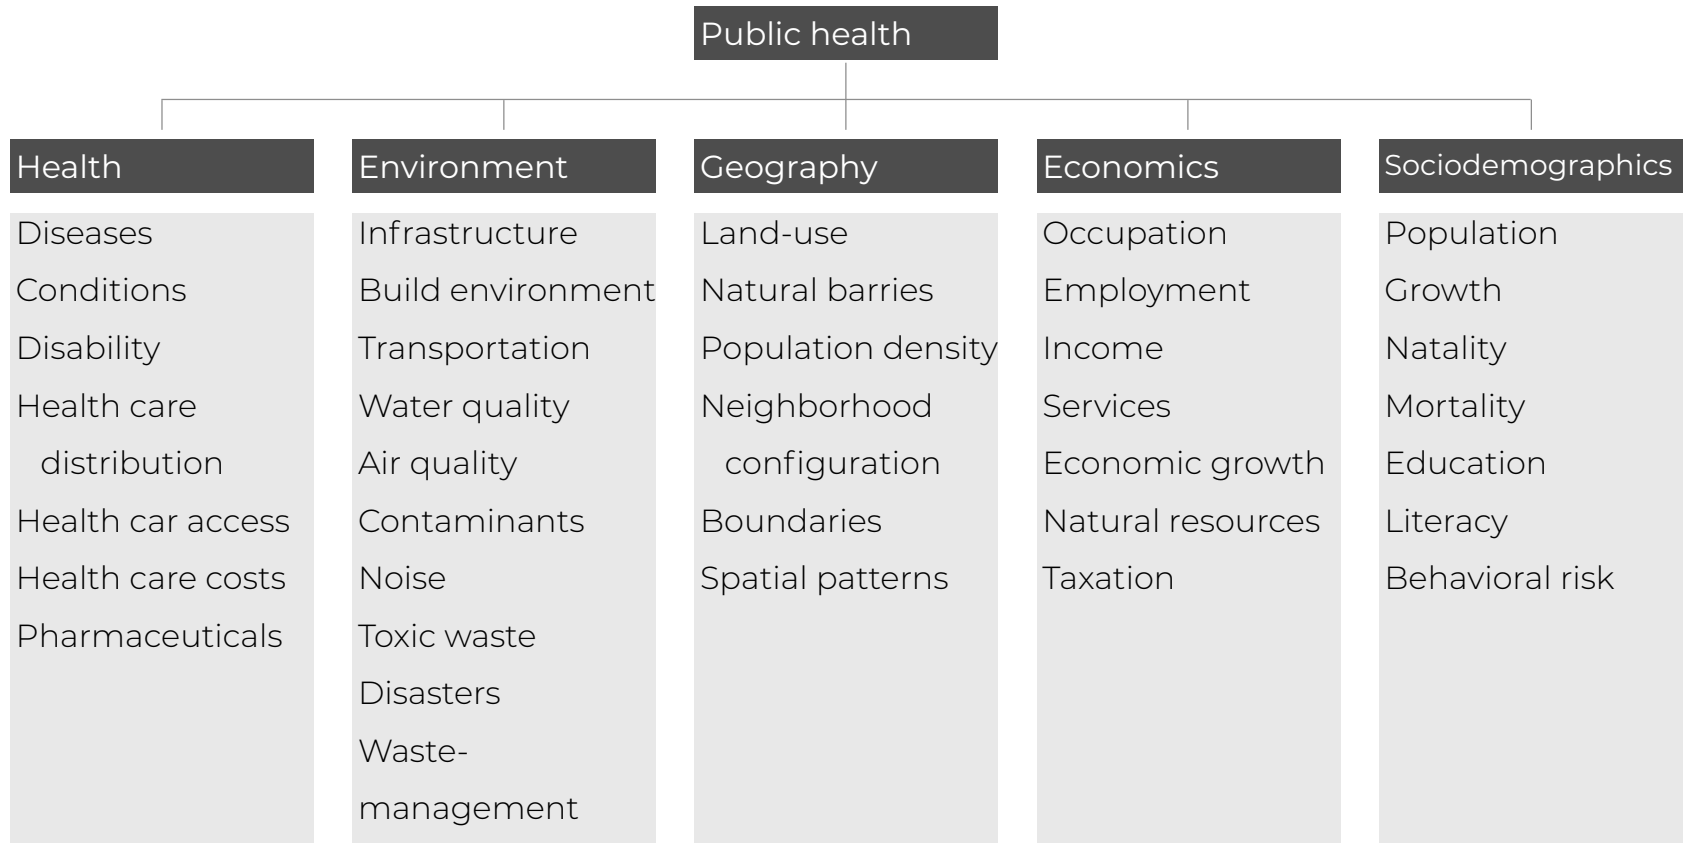 Public health
Health
Diseases
Conditions
Disability
Health care
distribution
Health car access
Health care costs
Pharmaceuticals
Environment
Infrastructure
Build environment
Transportation
Water quality
Air quality
Contaminants
Noise
Toxic waste
Disasters
Waste-
management
Geography
Land-use
Natural barries
Population density
Neighborhood
configuration
Boundaries
Spatial patterns
Economics
Occupation
Employment
Income
Services
Economic growth
Natural resources
Taxation
Sociodemographics
Population
Growth
Natality
Mortality
Education
Literacy
Behavioral risk